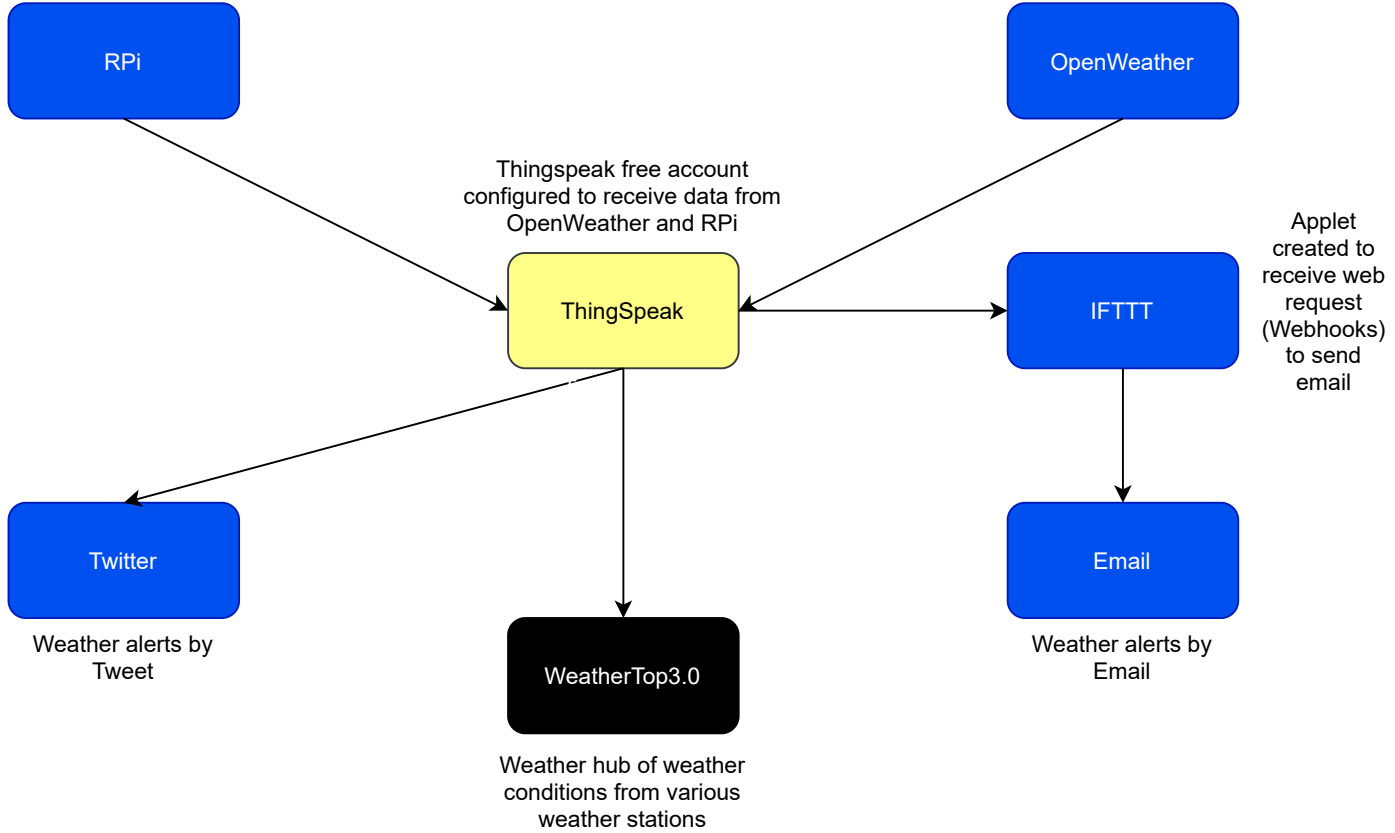 RPi
OpenWeather
Thingspeak free account
configured to receive data from
OpenWeather and RPi
Applet
created to
receive web
request
(Webhooks)
to send
email
ThingSpeak
IFTTT
Twitter
Email
Weather alerts by
Tweet
Weather alerts by
Email
WeatherTop3.0
Weather hub of weather
conditions from various
weather stations